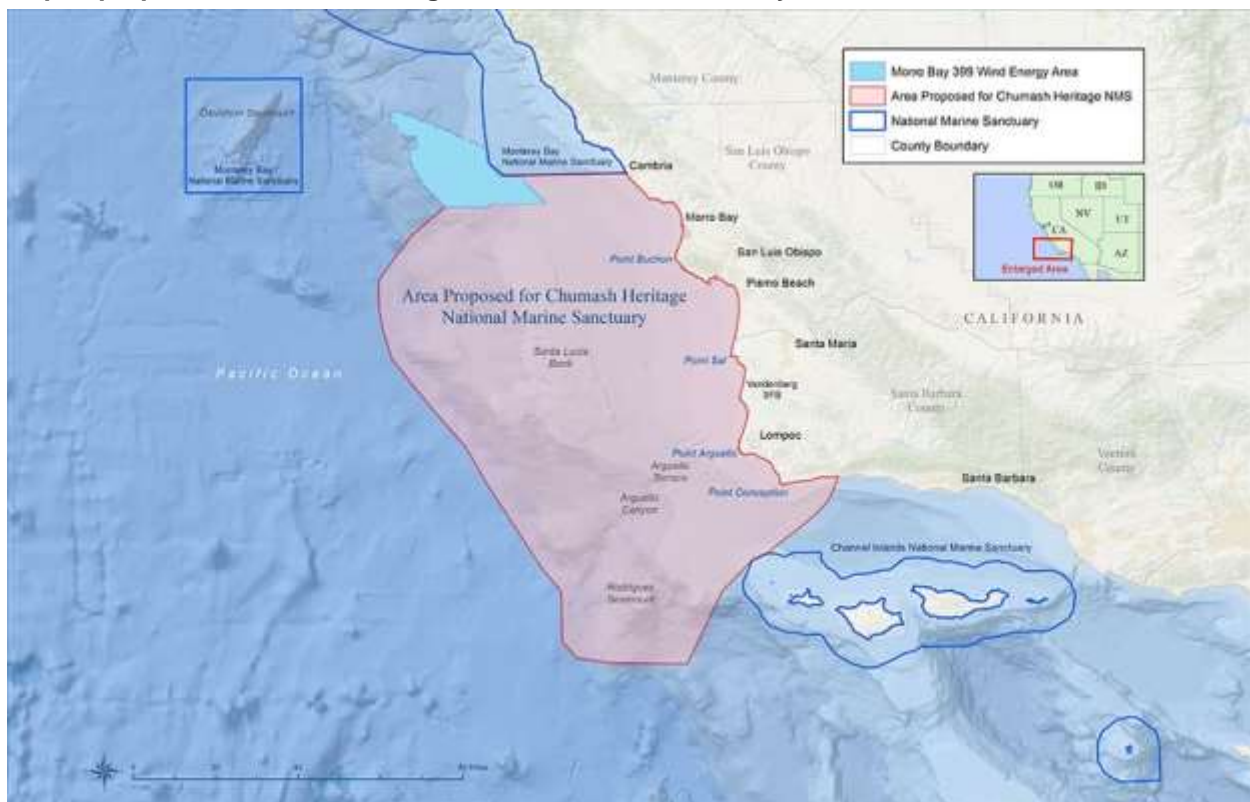 Morro Bay 399 Wind Energy Area
Area Proposed for Chumash Heritage NMS
National Marine Sanctuary
County Boundary
Monterey County
San Luis Obispo
County
Davidson Seamount
Monterey Bay
National Marine Sanctuary
Monterey Bay
National Marine Sanctuary
Cambria
Morro Bay
Point Buchon
San Luis Obispo
Pismo Beach
Area Proposed for Chumash Heritage
National Marine Sanctuary
Santa Lucia
Bank
Pacific Ocean
CALIFORNIA
Santa Maria
Point Sal
Vandenberg
SFB
Santa Barbara
County
Lompoc
Point Arguello
Arguello
Point Conception
Arguello
Canyon
Santa Barbara
Ventura
County
Channel Islands National Marine Sanctuary
Rodriguez
Seamount
NV
UT
CA
AZ
Enlarged Area